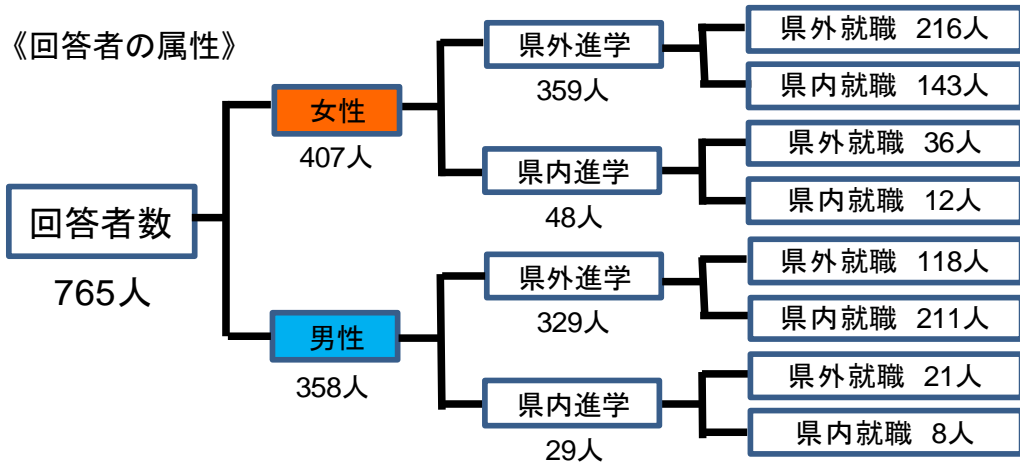 《回答者の属性》
回答者数
765人
女性
407人
県外進学
359人
県外就職 216人
県内就職 143人
県内進学
48人
県外就職 36人
県内就職 12人
男性
358人
県外進学
329人
県外就職 118人
県内就職 211人
県内進学
29人
県外就職 21人
県内就職 8人